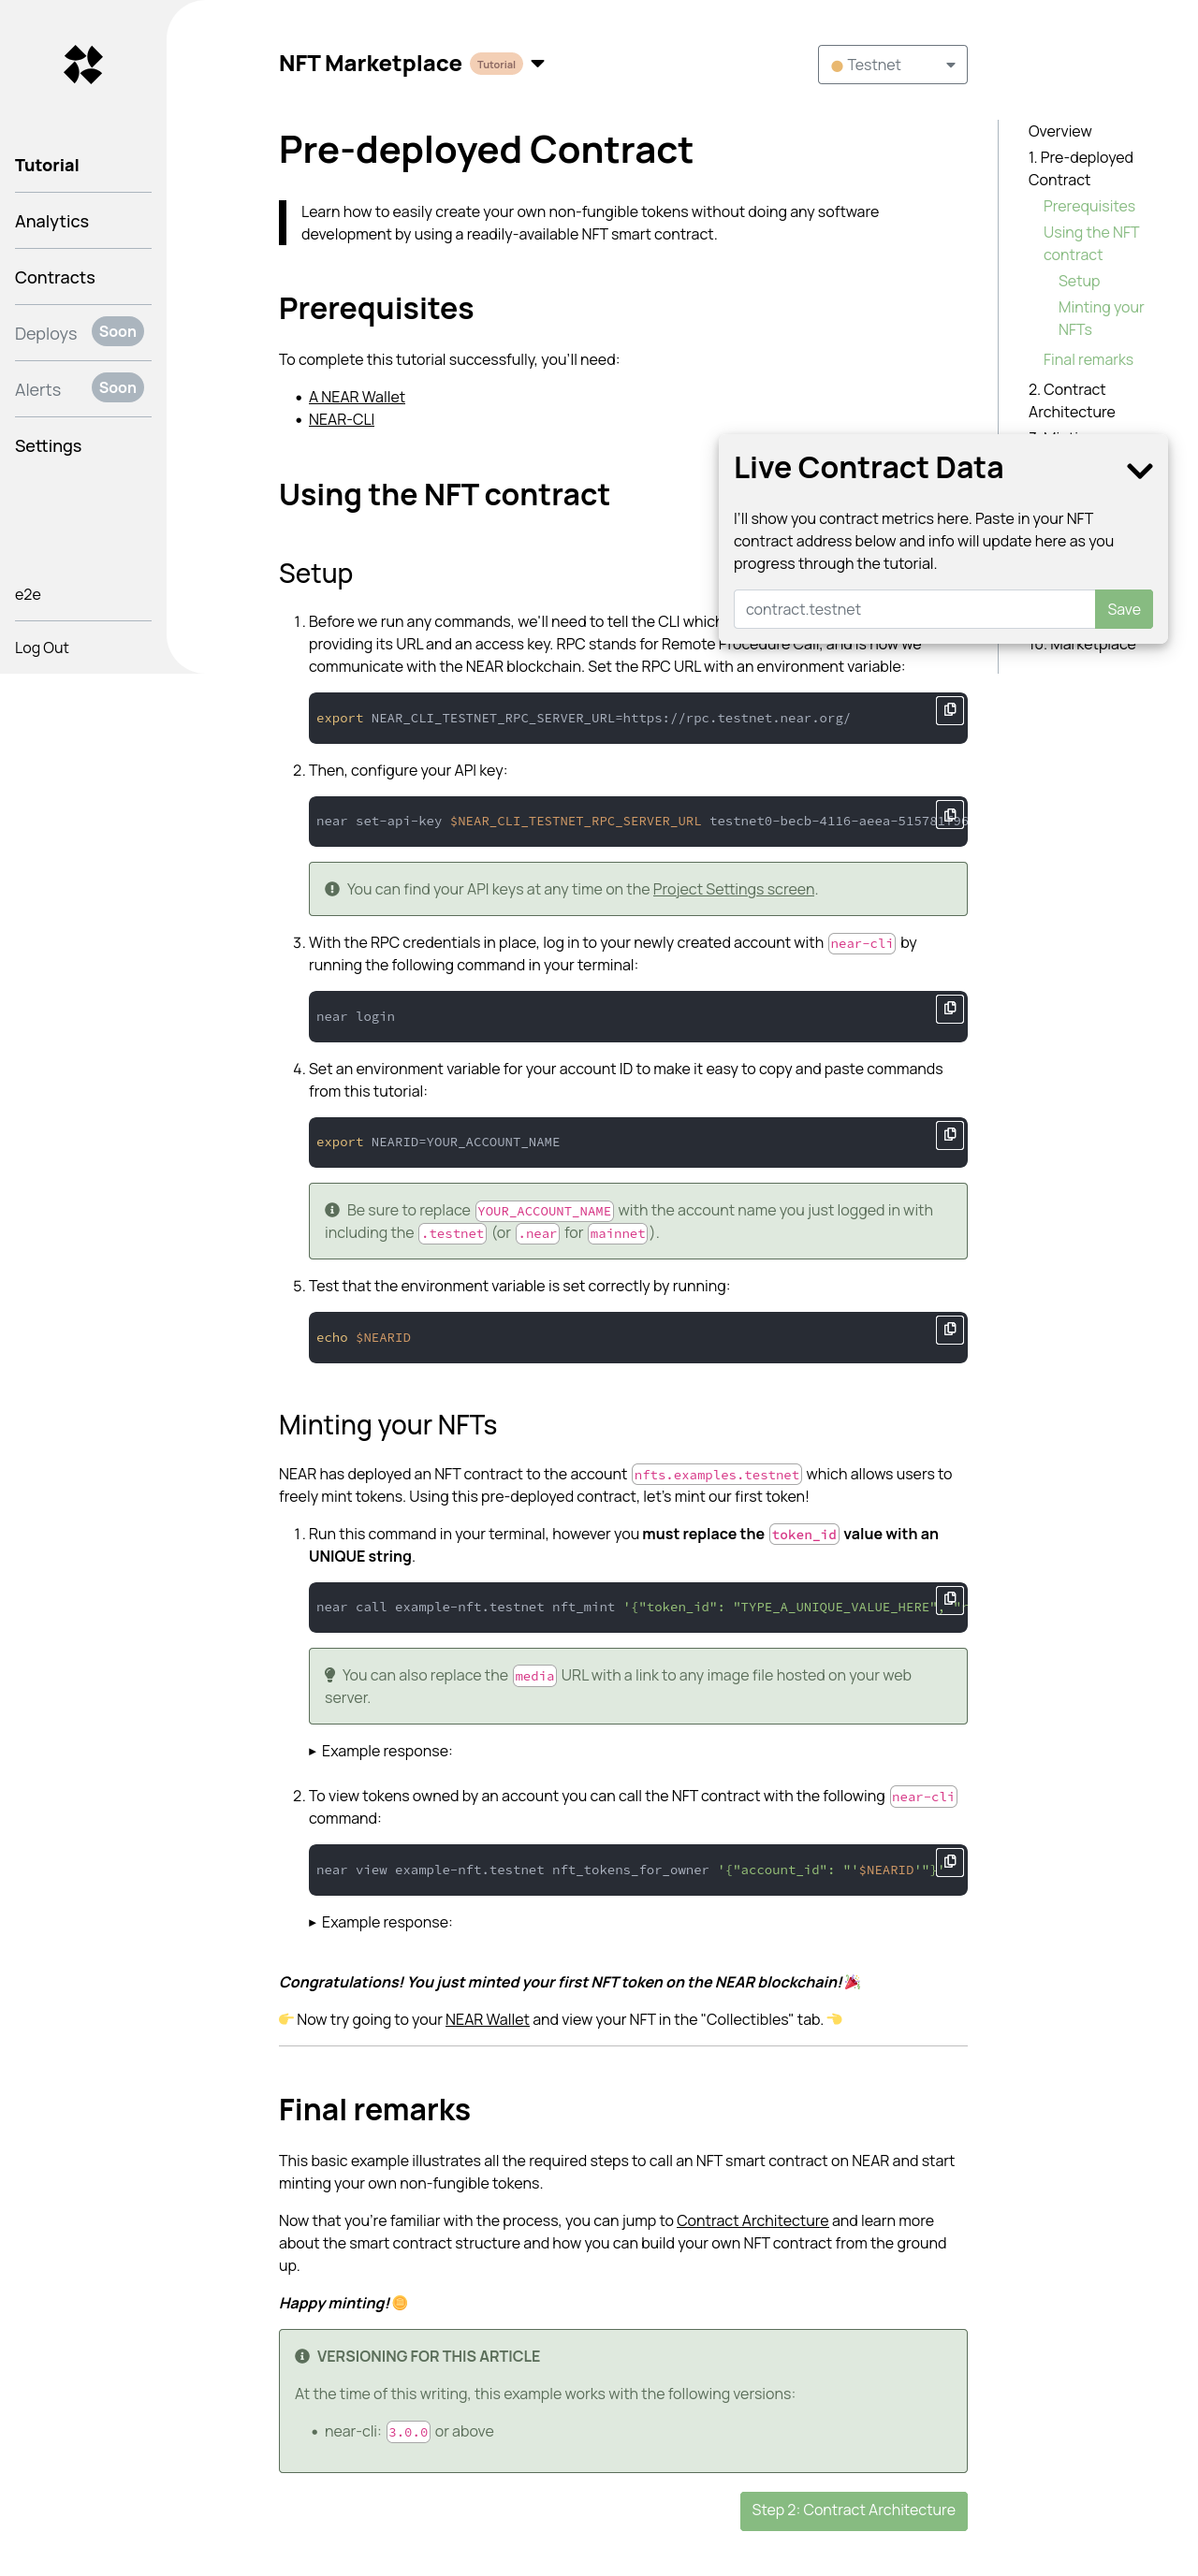 Tutorial
Analytics
Contracts
Deploys Soon
Alerts Soon
Settings
e2e
Log Out
NFT Marketplace Tutorial
Testnet
Pre-deployed Contract
Learn how to easily create your own non-fungible tokens without doing any software
development by using a readily-available NFT smart contract.
Prerequisites
To complete this tutorial successfully, you'll need:
• A NEAR Wallet
• NEAR-CLI
Using the NFT contract
Setup
1. Before we run any commands, we'll need to tell the CLI which
providing its URL and an access key. RPC stands for Remote Procedure Call, and is how we
communicate with the NEAR blockchain. Set the RPC URL with an environment variable:
export NEAR_CLI_TESTNET_RPC_SERVER_URL=https://rpc.testnet.near.org/
2. Then, configure your API key:
near set-api-key $NEAR_CLI_TESTNET_RPC_SERVER_URL
You can find your API keys at any time on the Project Settings screen.
3. With the RPC credentials in place, log in to your newly created account with near-cli by
running the following command in your terminal:
near login
4. Set an environment variable for your account ID to make it easy to copy and paste commands
from this tutorial:
export NEARID=YOUR_ACCOUNT_NAME
Be sure to replace YOUR_ACCOUNT_NAME with the account name you just logged in with
including the .testnet (or .near for mainnet).
5. Test that the environment variable is set correctly by running:
echo $NEARID
Minting your NFTs
NEAR has deployed an NFT contract to the account nfts.examples.testnet which allows users to
freely mint tokens. Using this pre-deployed contract, let's mint our first token!
1. Run this command in your terminal, however you must replace the token_id value with an
UNIQUE string.
near call example-nft.testnet nft_mint '{"token_id": "TYPE_A_UNIQUE_VALUE_HERE", "
You can also replace the media URL with a link to any image file hosted on your web
server.
▸ Example response:
2. To view tokens owned by an account you can call the NFT contract with the following near-cli
command:
near view example-nft.testnet nft_tokens_for_owner '{"account_id": "'$NEARID'"}'
▸ Example response:
Congratulations! You just minted your first NFT token on the NEAR blockchain! 🎉
👉 Now try going to your NEAR Wallet and view your NFT in the "Collectibles" tab. 👈
Final remarks
This basic example illustrates all the required steps to call an NFT smart contract on NEAR and start
minting your own non-fungible tokens.
Now that you're familiar with the process, you can jump to Contract Architecture and learn more
about the smart contract structure and how you can build your own NFT contract from the ground
up.
Happy minting! 🪙
VERSIONING FOR THIS ARTICLE
At the time of this writing, this example works with the following versions:
• near-cli: 3.0.0 or above
Step 2: Contract Architecture
Overview
1. Pre-deployed
Contract
Prerequisites
Using the NFT
contract
Setup
Minting your
NFTs
Final remarks
2. Contract
Architecture
10. Marketplace
Live Contract Data
I'll show you contract metrics here. Paste in your NFT
contract address below and info will update here as you
progress through the tutorial.
contract.testnet
Save